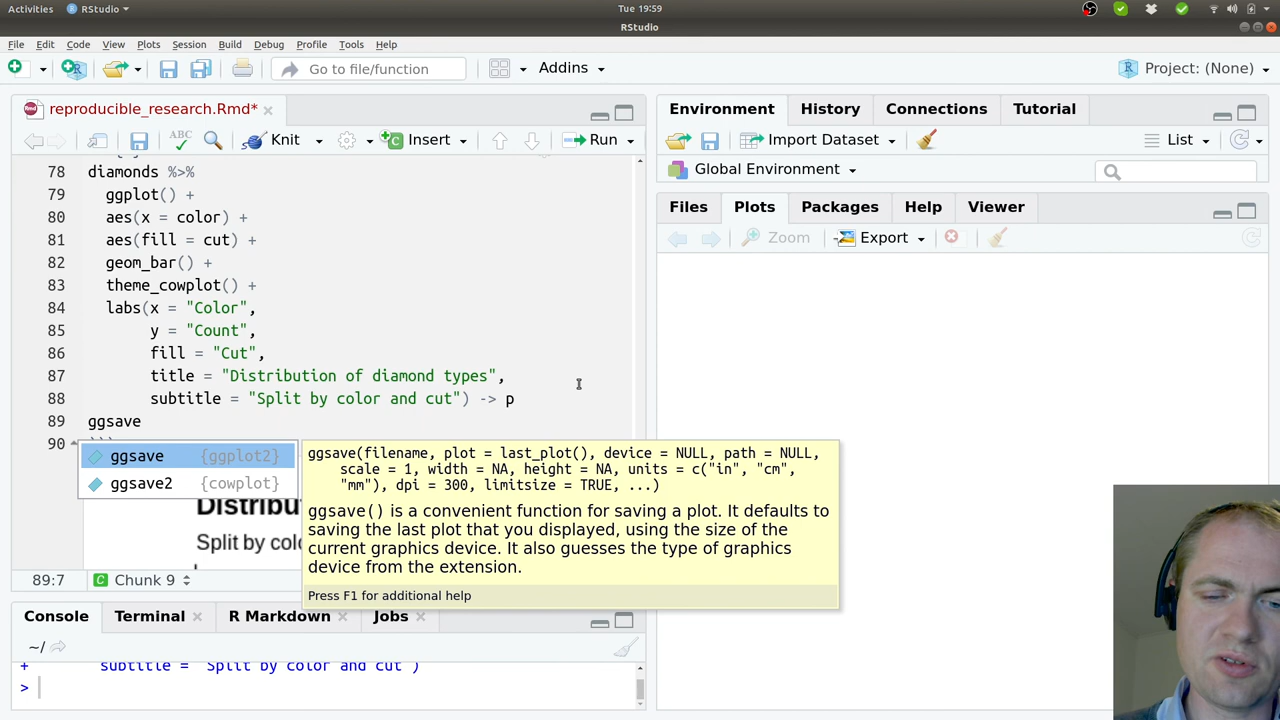 Activities RStudio Tue 19:59
RStudio
File Edit Code View Plots Session Build Debug Profile Tools Help
Go to file/function Addins Project: (None)
reproducible_research.Rmd*
Knit Insert Run
78 diamonds %>%
79 ggplot() +
80 aes(x = color) +
81 aes(fill = cut) +
82 geom_bar() +
83 theme_cowplot() +
84 labs(x = "Color",
85 y = "Count",
86 fill = "Cut",
87 title = "Distribution of diamond types",
88 subtitle = "Split by color and cut") -> p
89 ggsave
90 ```
ggsave {ggplot2}
ggsave2 {cowplot}
ggsave(filename, plot = last_plot(), device = NULL, path = NULL,
scale = 1, width = NA, height = NA, units = c("in", "cm",
"mm"), dpi = 300, limitsize = TRUE, ...)
ggsave() is a convenient function for saving a plot. It defaults to
saving the last plot that you displayed, using the size of the
current graphics device. It also guesses the type of graphics
device from the extension.
Press F1 for additional help
89:7 Chunk 9
Console Terminal R Markdown Jobs
~/
+ subtitle = "Split by color and cut")
>
Environment History Connections Tutorial
Import Dataset List
Global Environment
Files Plots Packages Help Viewer
Zoom Export